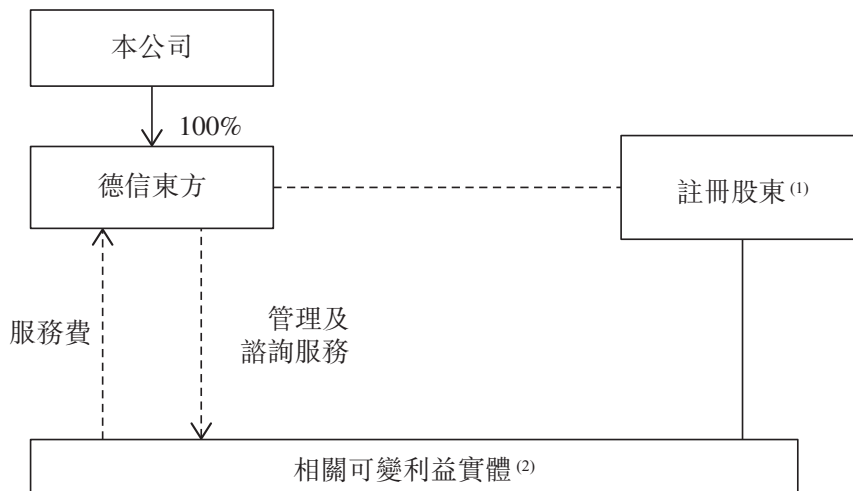 本公司
100%
德信東方
註冊股東(1)
服務費
管理及
諮詢服務
相關可變利益實體(2)